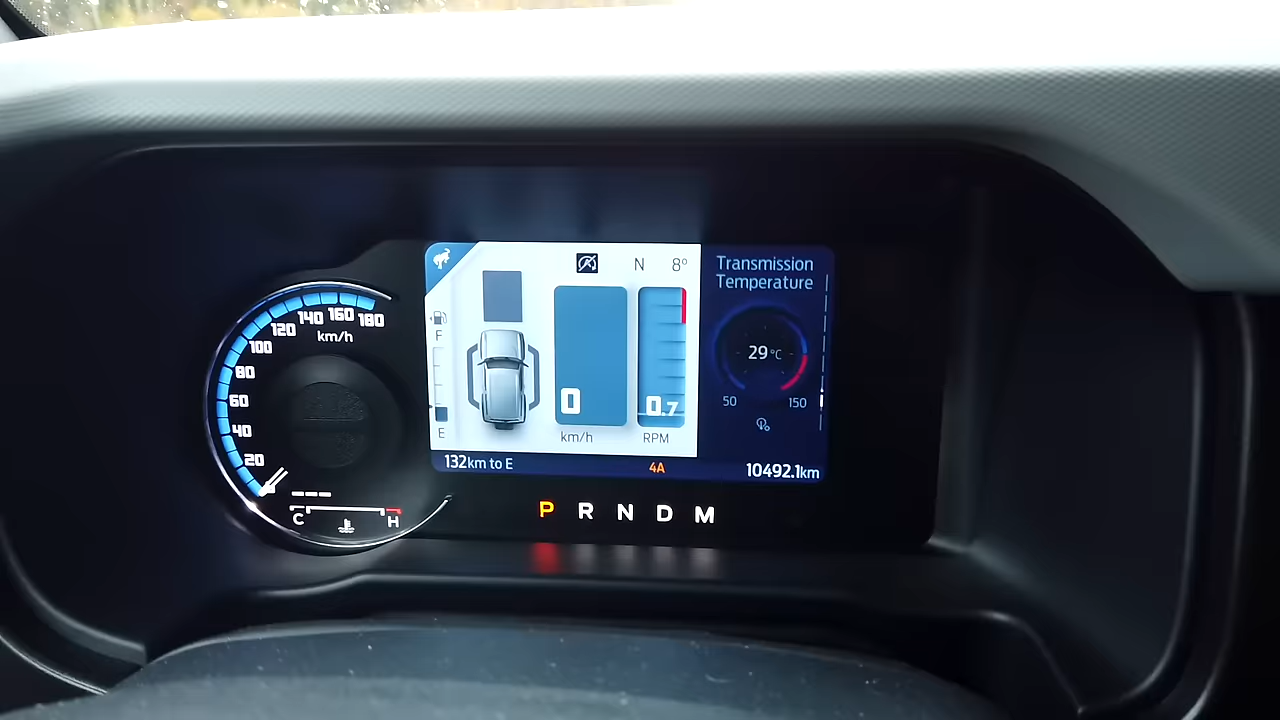 N 8°
Transmission
Temperature
180
160
140
120
100
80
60
40
20
km/h
F
E
0
km/h
0.7
RPM
29°C
50 150
132km to E
4A
10492.1km
C H
P R N D M